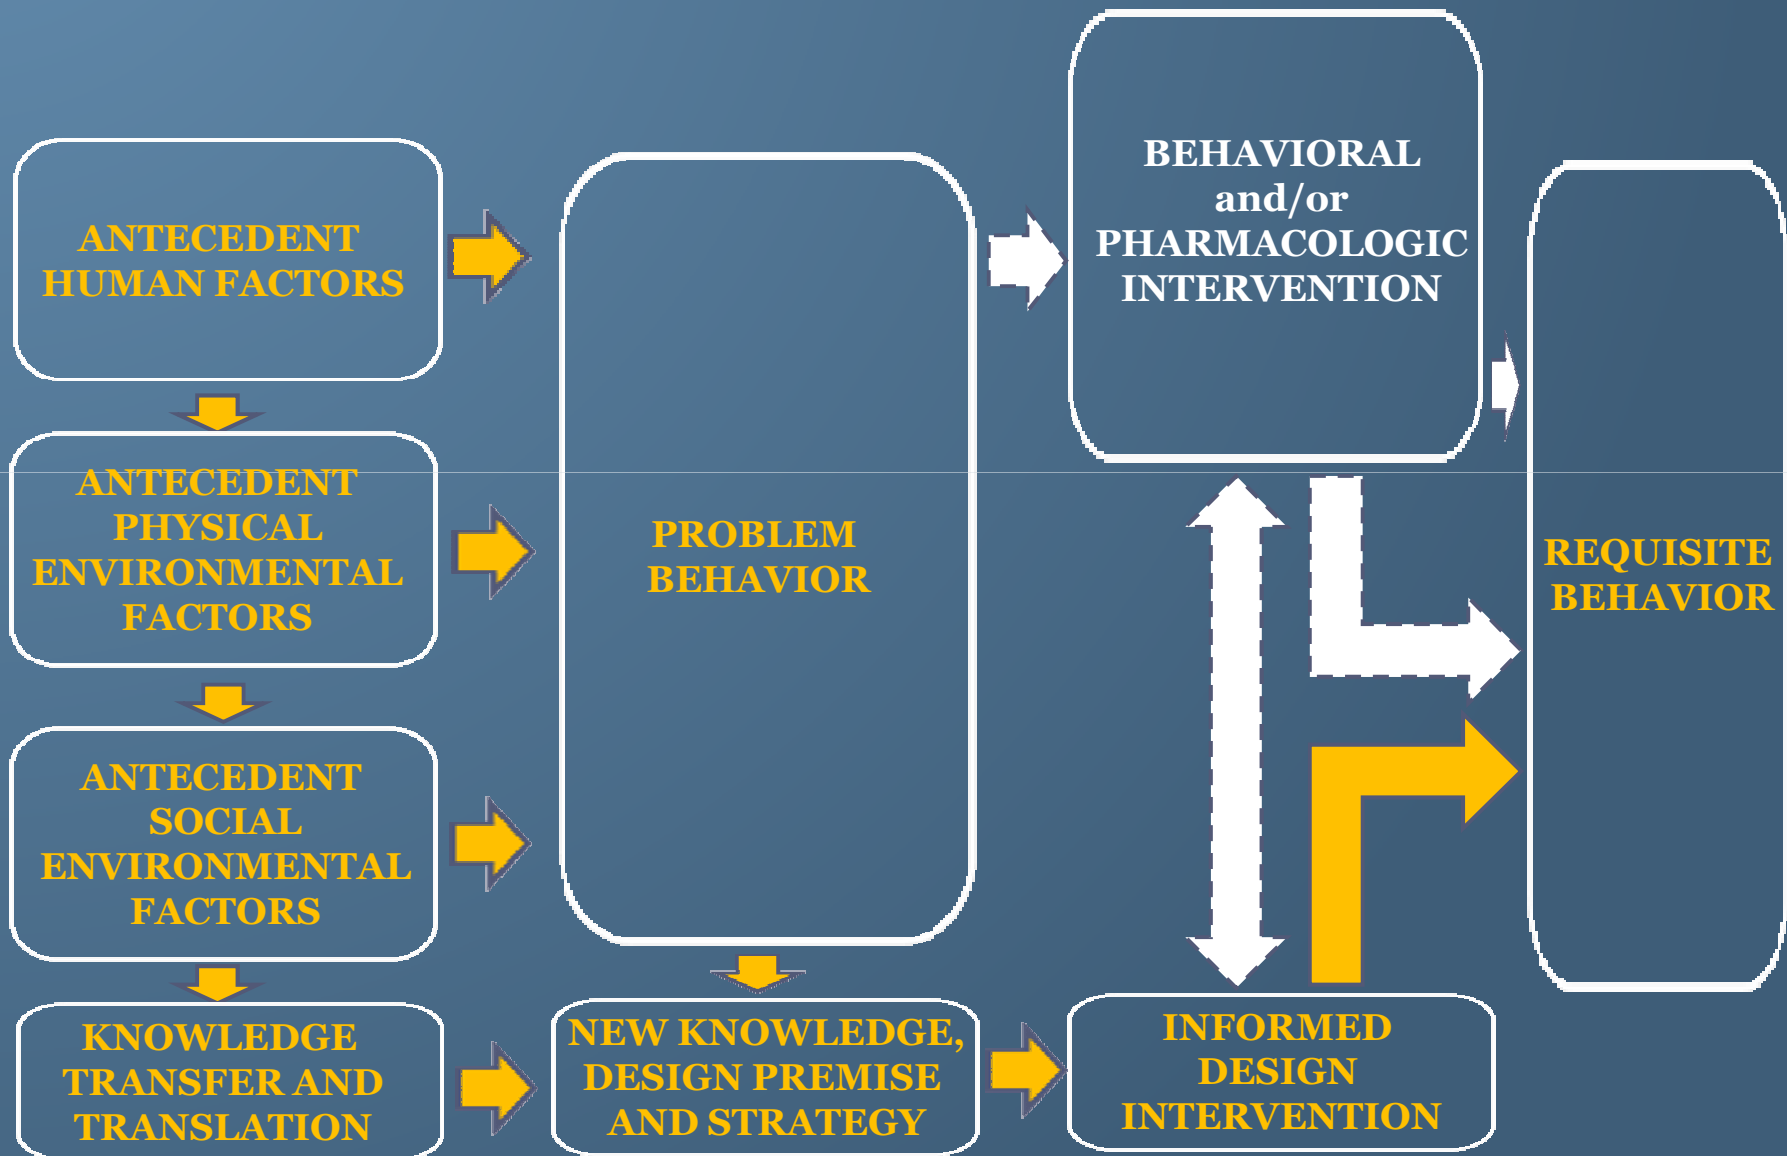 ANTECEDENT
HUMAN FACTORS
ANTECEDENT
PHYSICAL
ENVIRONMENTAL
FACTORS
ANTECEDENT
SOCIAL
ENVIRONMENTAL
FACTORS
KNOWLEDGE
TRANSFER AND
TRANSLATION
PROBLEM
BEHAVIOR
NEW KNOWLEDGE,
DESIGN PREMISE
AND STRATEGY
BEHAVIORAL
and/or
PHARMACOLOGIC
INTERVENTION
INFORMED
DESIGN
INTERVENTION
REQUISITE
BEHAVIOR